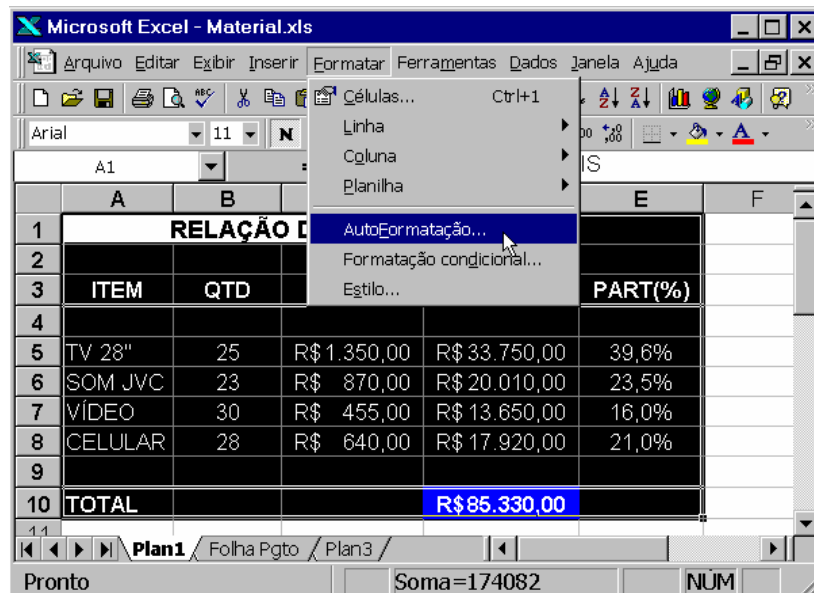 Microsoft Excel - Material.xls
Arquivo Editar Exibir Inserir Formatar Ferramentas Dados Janela Ajuda
Células... Ctrl+1
Linha
Coluna
Planilha
AutoFormatação...
Formatação condicional...
Estilo...
Arial 11 N
A1 = IS
A B E F
1 RELAÇÃO D
2
3 ITEM QTD PART(%)
4
5 TV 28" 25 R$ 1.350,00 R$ 33.750,00 39,6%
6 SOM JVC 23 R$ 870,00 R$ 20.010,00 23,5%
7 VÍDEO 30 R$ 455,00 R$ 13.650,00 16,0%
8 CELULAR 28 R$ 640,00 R$ 17.920,00 21,0%
9
10 TOTAL R$ 85.330,00
11
Plan1 Folha Pgto Plan3
Pronto Soma=174082 NÚM